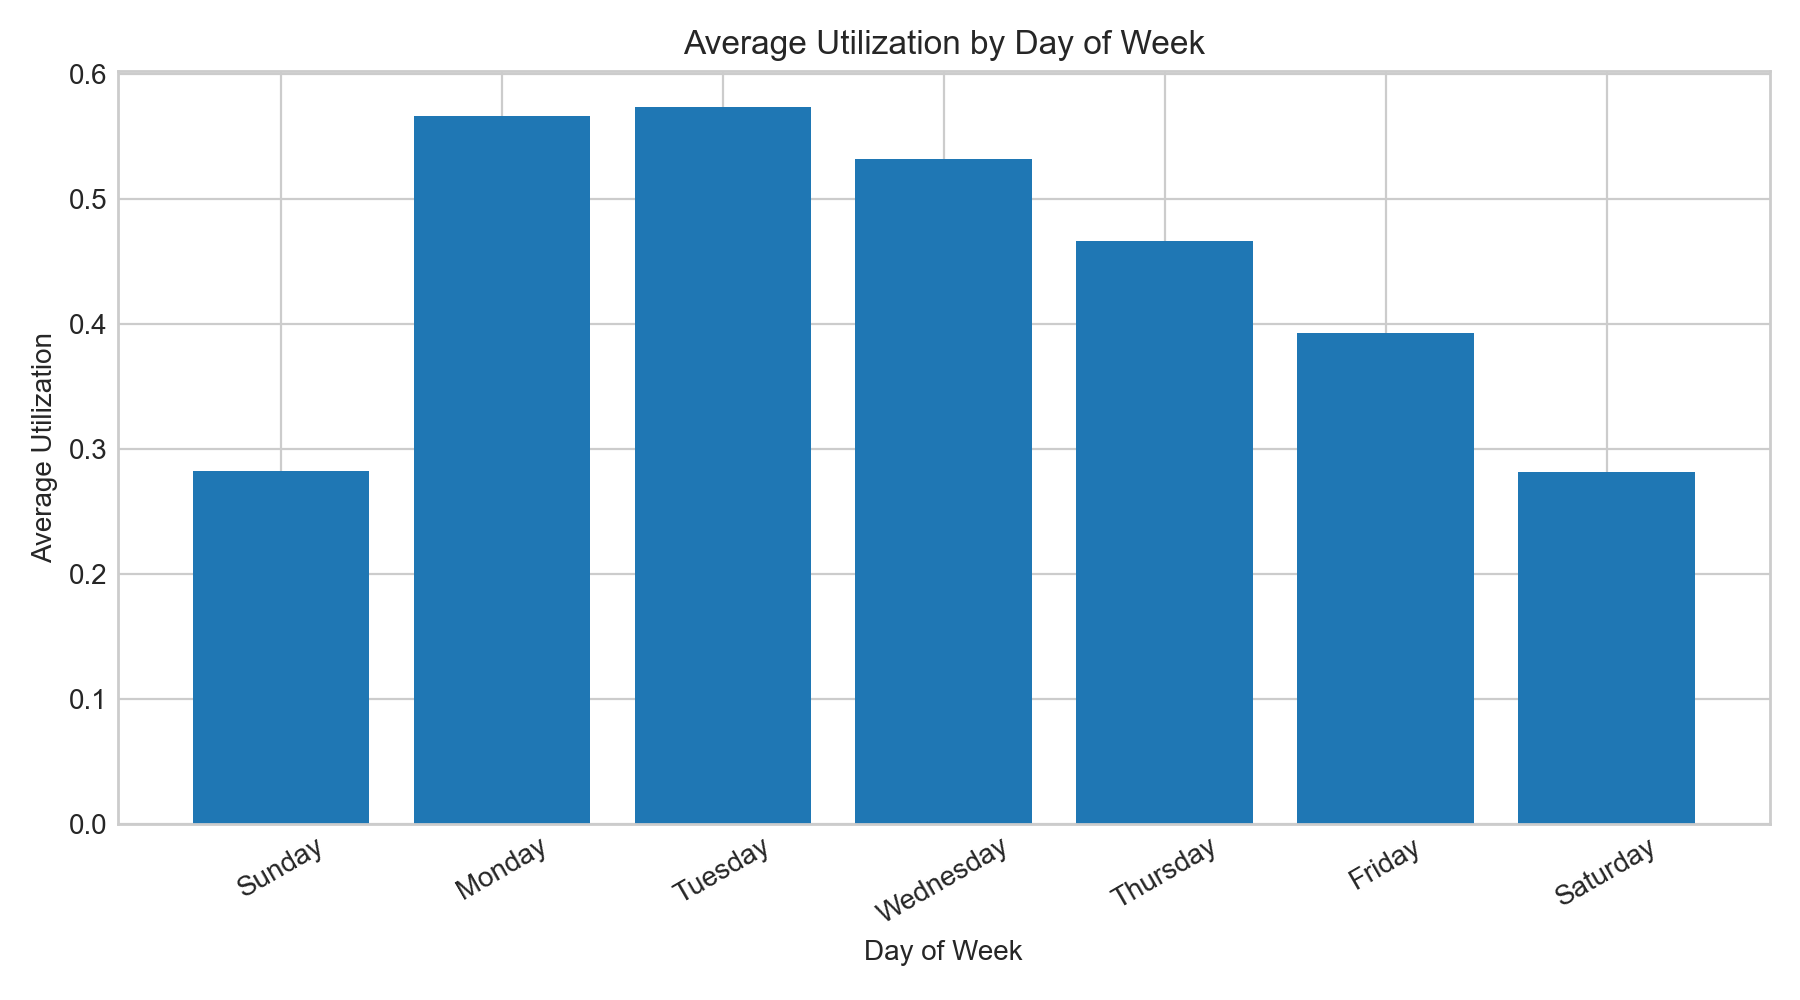 Average Utilization by Day of Week
Average Utilization
0.6
0.5
0.4
0.3
0.2
0.1
0.0
Sunday
Monday
Tuesday
Wednesday
Thursday
Friday
Saturday
Day of Week